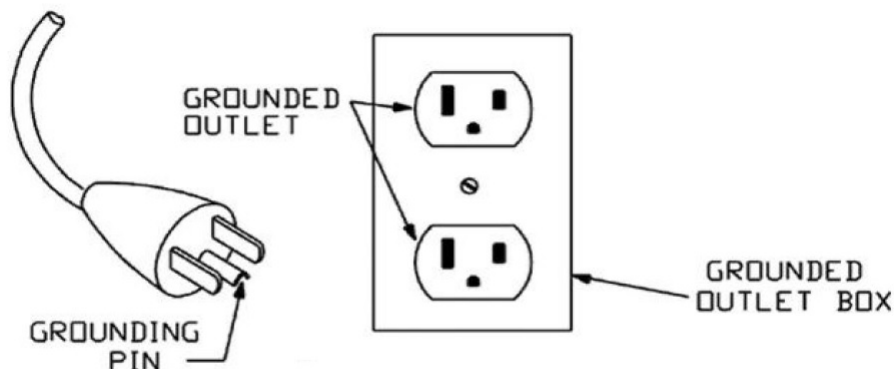 GROUNDED
OUTLET
GROUNDED
OUTLET BOX
GROUNDING
PIN